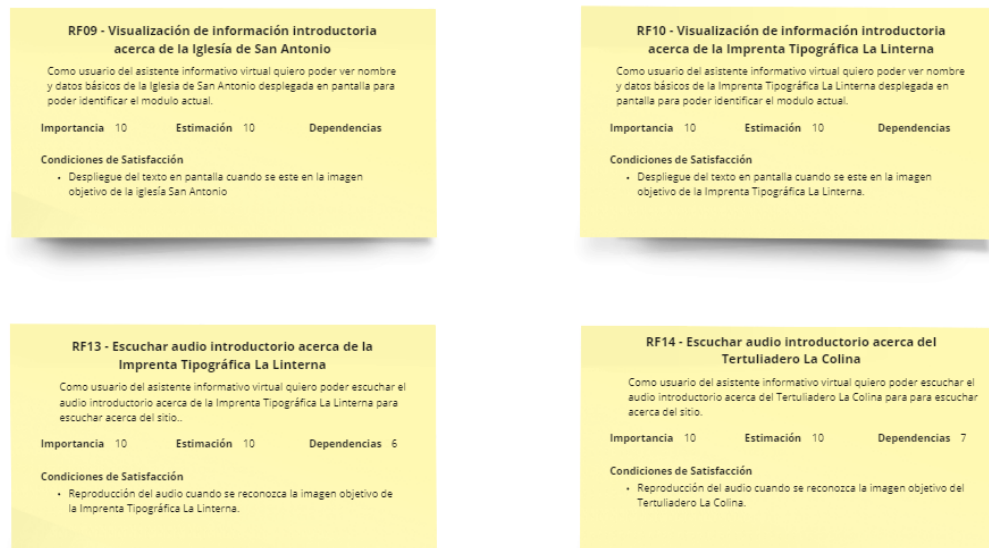 RF09 - Visualización de información introductoria
acerca de la Iglesía de San Antonio
Como usuario del asistente informativo virtual quiero poder ver nombre
y datos básicos de la Iglesia de San Antonio desplegada en pantalla para
poder identificar el modulo actual.
Importancia 10 Estimación 10 Dependencias
Condiciones de Satisfacción
• Despliegue del texto en pantalla cuando se este en la imagen
objetivo de la iglesía San Antonio
RF10 - Visualización de información introductoria
acerca de la Imprenta Tipográfica La Linterna
Como usuario del asistente informativo virtual quiero poder ver nombre
y datos básicos de la Imprenta Tipográfica La Linterna desplegada en
pantalla para poder identificar el modulo actual.
Importancia 10 Estimación 10 Dependencias
Condiciones de Satisfacción
• Despliegue del texto en pantalla cuando se este en la imagen
objetivo de la Imprenta Tipográfica La Linterna.
RF13 - Escuchar audio introductorio acerca de la
Imprenta Tipográfica La Linterna
Como usuario del asistente informativo virtual quiero poder escuchar el
audio introductorio acerca de la Imprenta Tipográfica La Linterna para
escuchar acerca del sitio..
Importancia 10 Estimación 10 Dependencias 6
Condiciones de Satisfacción
• Reproducción del audio cuando se reconozca la imagen objetivo de
la Imprenta Tipográfica La Linterna.
RF14 - Escuchar audio introductorio acerca del
Tertuliadero La Colina
Como usuario del asistente informativo virtual quiero poder escuchar el
audio introductorio acerca del Tertuliadero La Colina para para escuchar
acerca del sitio.
Importancia 10 Estimación 10 Dependencias 7
Condiciones de Satisfacción
• Reproducción del audio cuando se reconozca la imagen objetivo del
Tertuliadero La Colina.